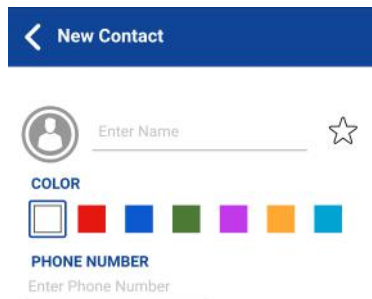 New Contact
Enter Name
COLOR
PHONE NUMBER
Enter Phone Number